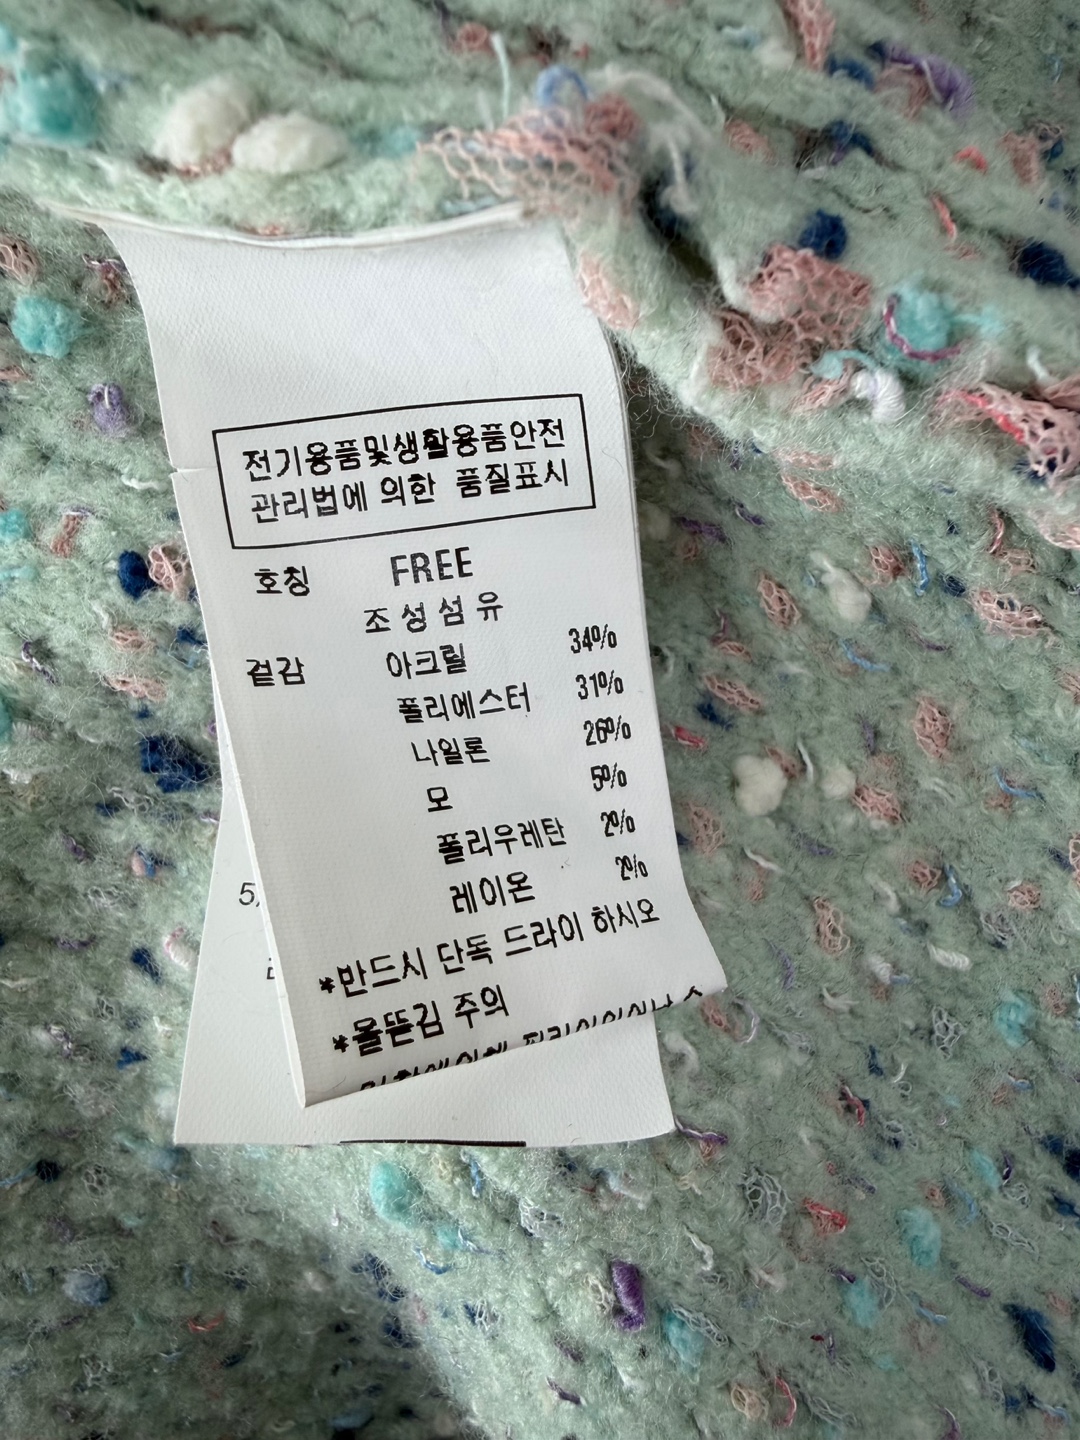 전기용품및생활용품안전
관리법에 의한 품질표시
호칭 FREE
조성섬유
겉감 아크릴 34%
폴리에스터 31%
나일론 26%
모 5%
폴리우레탄 2%
레이온 2%
*반드시 단독 드라이 하시오
*올뜯김 주의
5